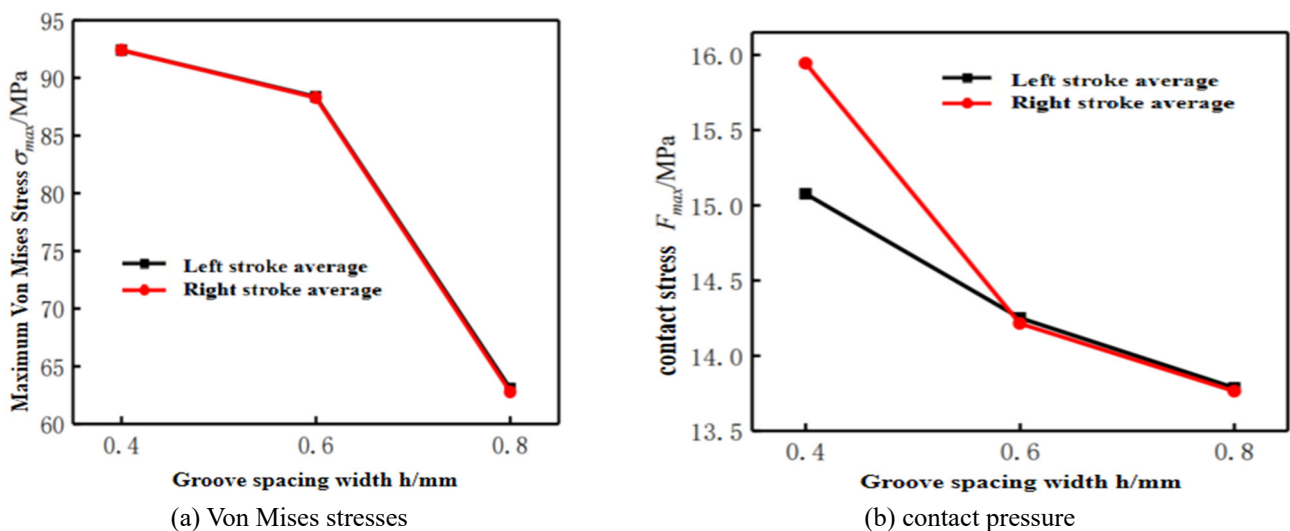 95
90
85
80
75
70
65
60
Maximum Von Mises Stress σmax/MPa
Left stroke average
Right stroke average
0.4 0.6 0.8
Groove spacing width h/mm
(a) Von Mises stresses
16.0
15.5
15.0
14.5
14.0
13.5
contact stress Fmax/MPa
Left stroke average
Right stroke average
0.4 0.6 0.8
Groove spacing width h/mm
(b) contact pressure